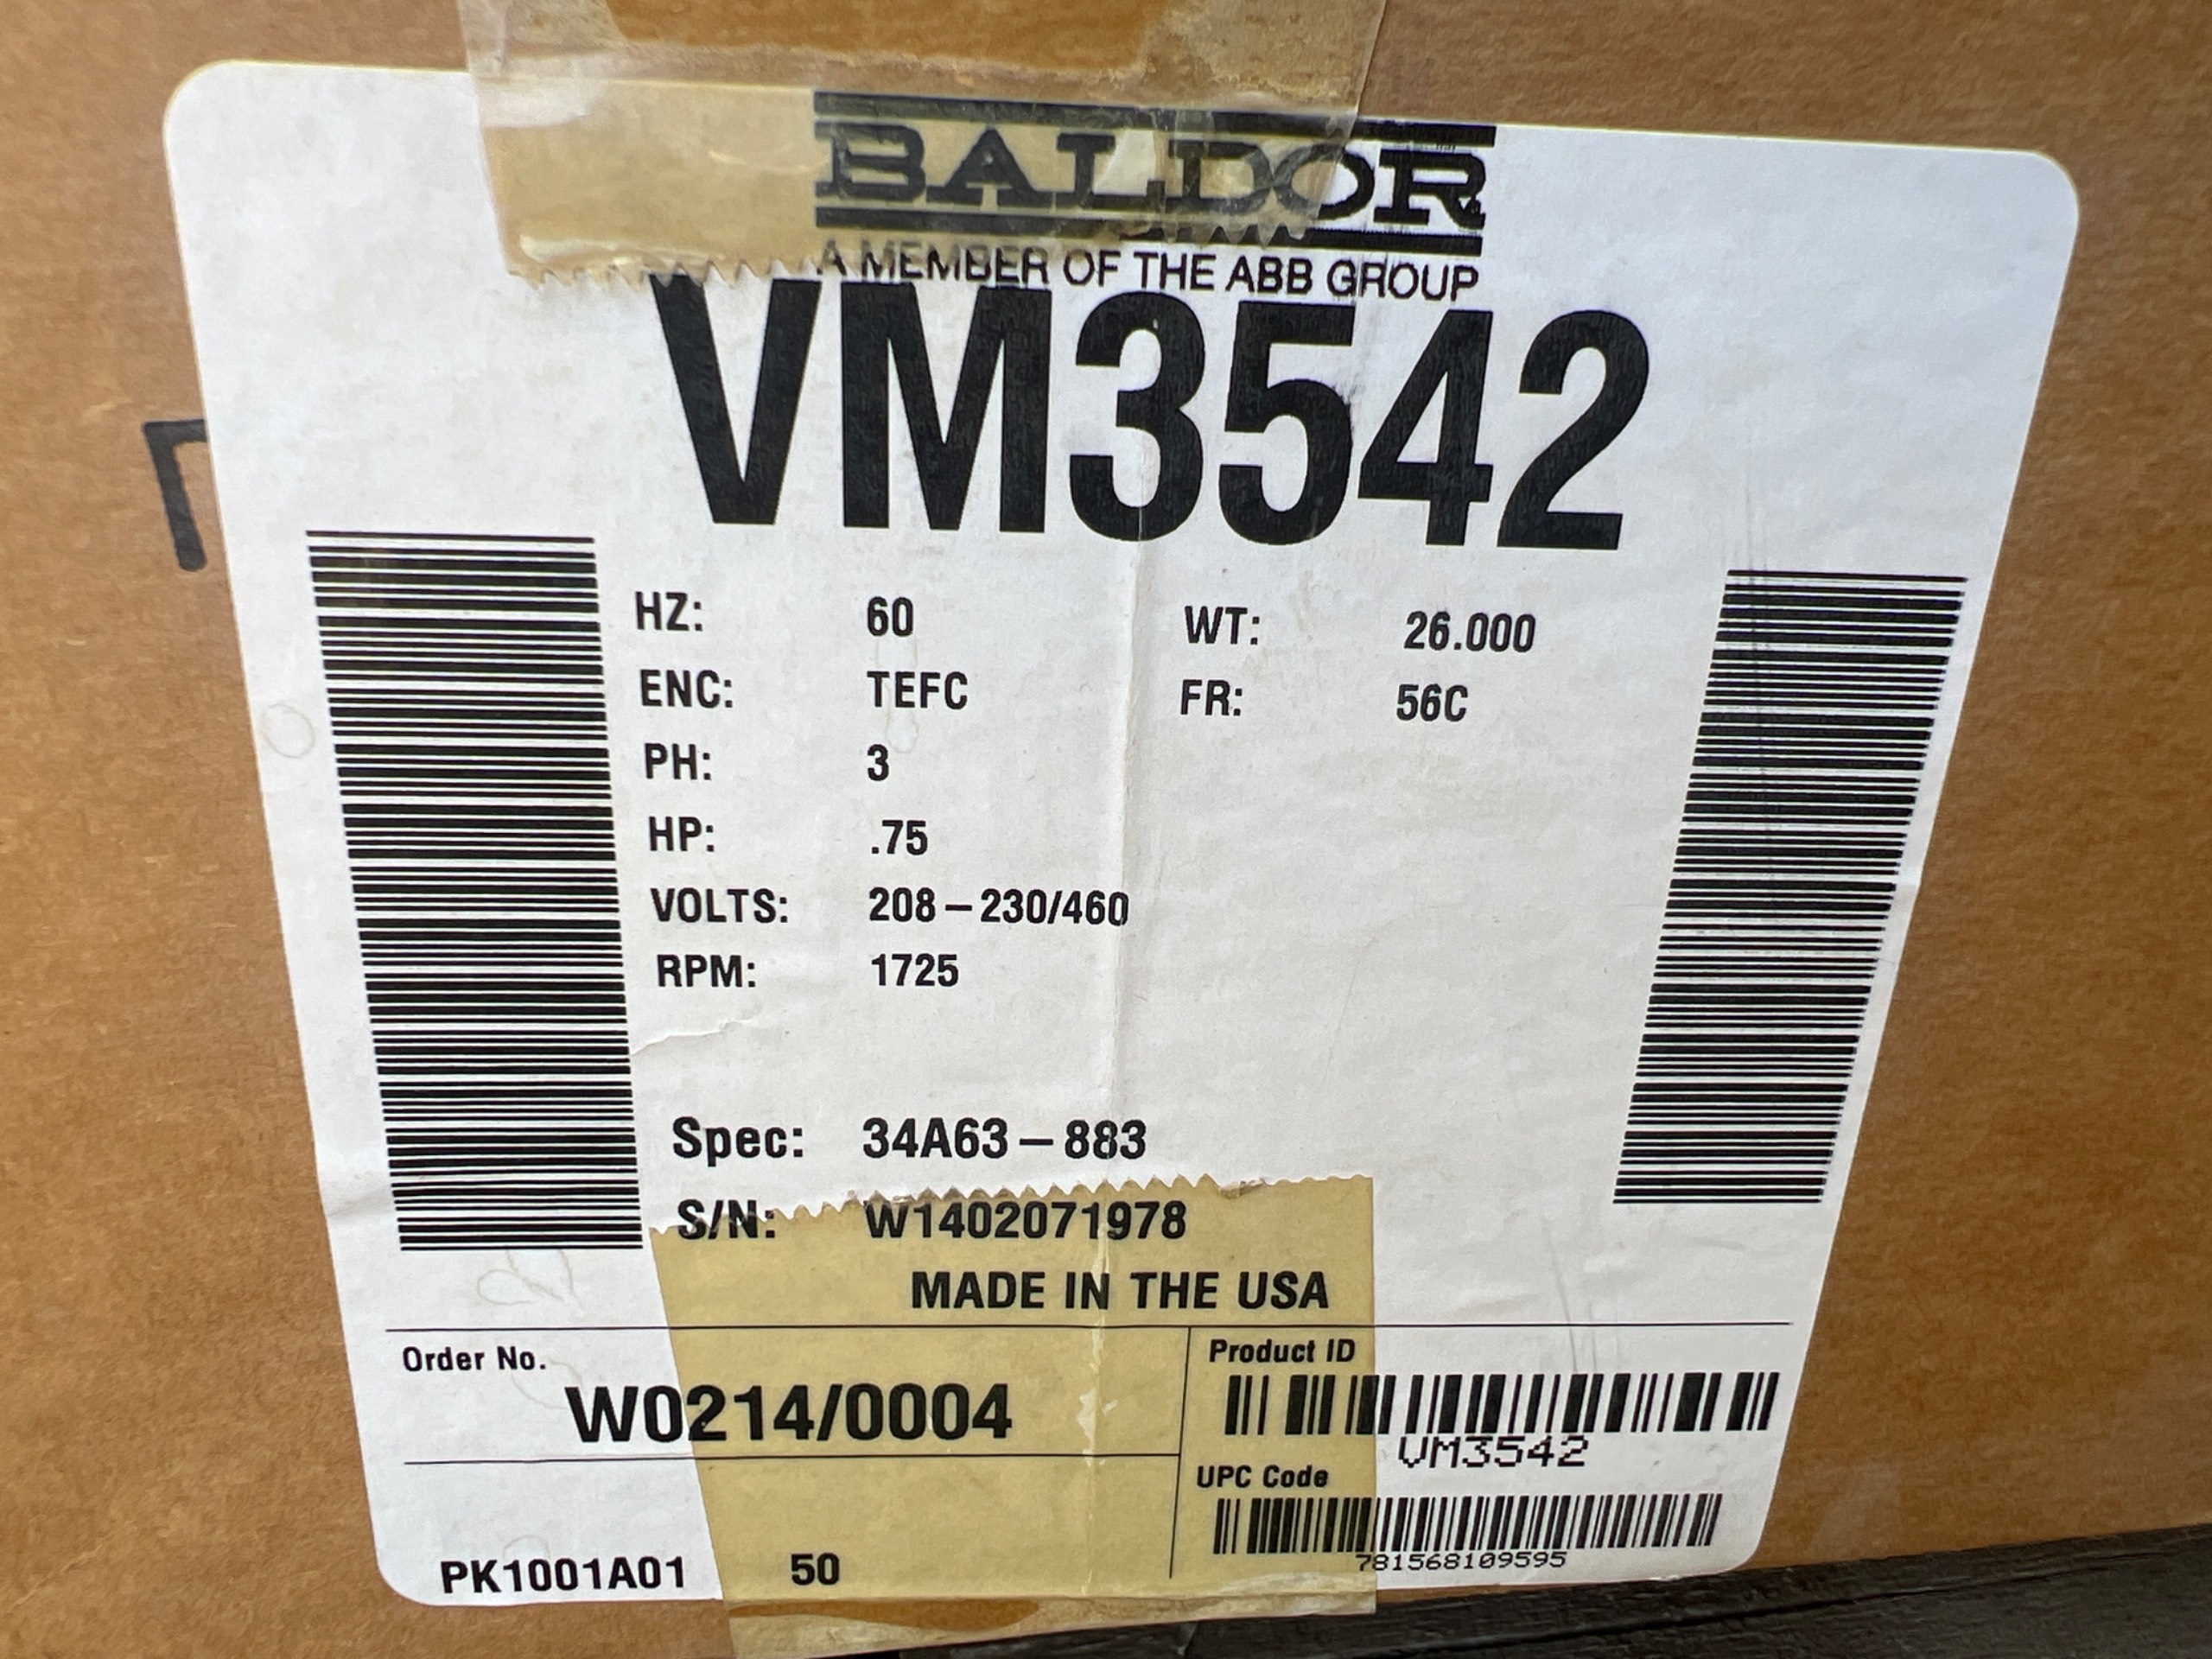 BALDOR
A MEMBER OF THE ABB GROUP
VM3542
HZ: 60 WT: 26.000
ENC: TEFC FR: 56C
PH: 3
HP: .75
VOLTS: 208-230/460
RPM: 1725
Spec: 34A63-883
S/N: W1402071978
MADE IN THE USA
Order No.
W0214/0004
Product ID
VM3542
UPC Code
781568109595
PK1001A01 50